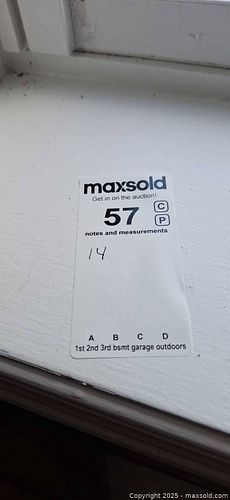 maxsold
Get in on the auction!
57 C
P
notes and measurements
14
A B C D
1st 2nd 3rd bsmt garage outdoors
Copyright © 2025 - maxsold.com